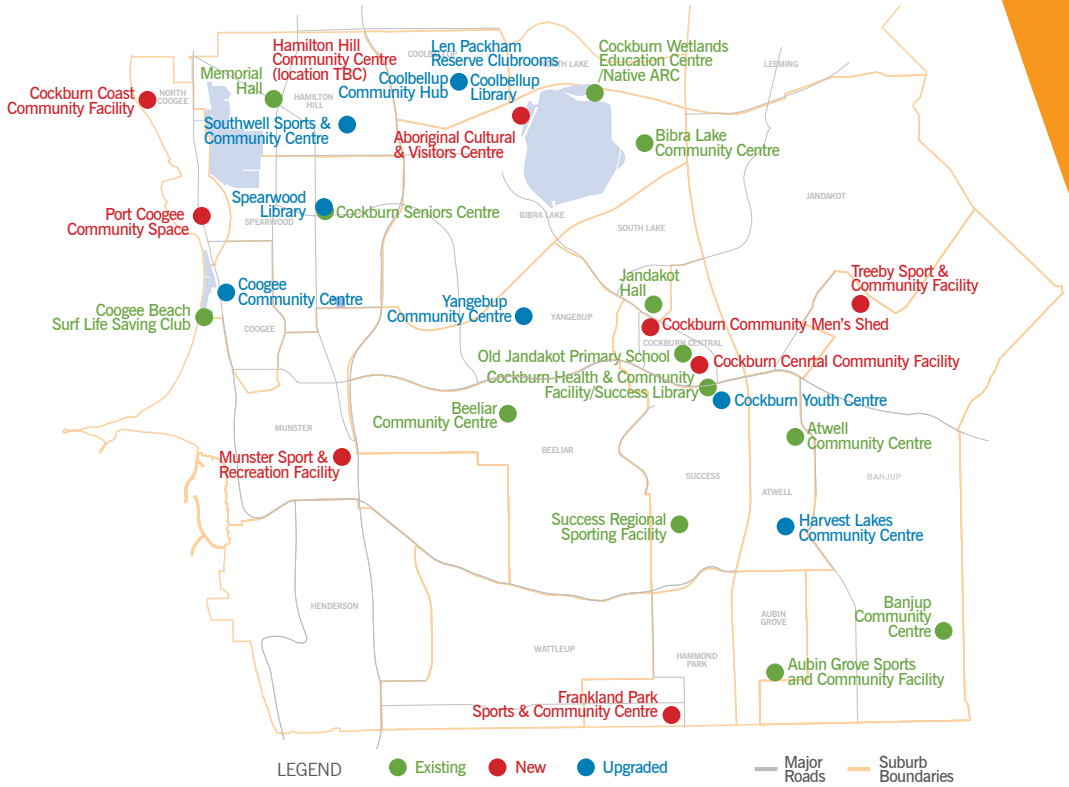 Hamilton Hill
Community Centre
(location TBC)
COOLBELLUP
Len Packham
Reserve Clubrooms
NORTH LAKE
Cockburn Wetlands
Education Centre
/Native ARC
LEEMING
Memorial
Hall
Coolbellup
Community Hub
Coolbellup
Library
Cockburn Coast
Community Facility
NORTH
COOGEE
HAMILTON
HILL
Southwell Sports &
Community Centre
Aboriginal Cultural
& Visitors Centre
Bibra Lake
Community Centre
JANDAKOT
Spearwood
Library
Cockburn Seniors Centre
Port Coogee
Community Space
SPEARWOOD
BIBRA LAKE
SOUTH LAKE
Coogee
Community Centre
Yangebup
Community Centre
YANGEBUP
Jandakot
Hall
Treeby Sport &
Community Facility
Coogee Beach
Surf Life Saving Club
COOGEE
Cockburn Community Men's Shed
COCKBURN CENTRAL
Old Jandakot Primary School
Cockburn Cenrtal Community Facility
Cockburn Health & Community
Facility/Success Library
Cockburn Youth Centre
Beeliar
Community Centre
MUNSTER
Atwell
Community Centre
BEELIAR
Munster Sport &
Recreation Facility
SUCCESS
ATWELL
BANJUP
Success Regional
Sporting Facility
Harvest Lakes
Community Centre
HENDERSON
AUBIN
GROVE
Banjup
Community
Centre
WATTLEUP
HAMMOND
PARK
Aubin Grove Sports
and Community Facility
Frankland Park
Sports & Community Centre
LEGEND
Existing
New
Upgraded
Major
Roads
Suburb
Boundaries